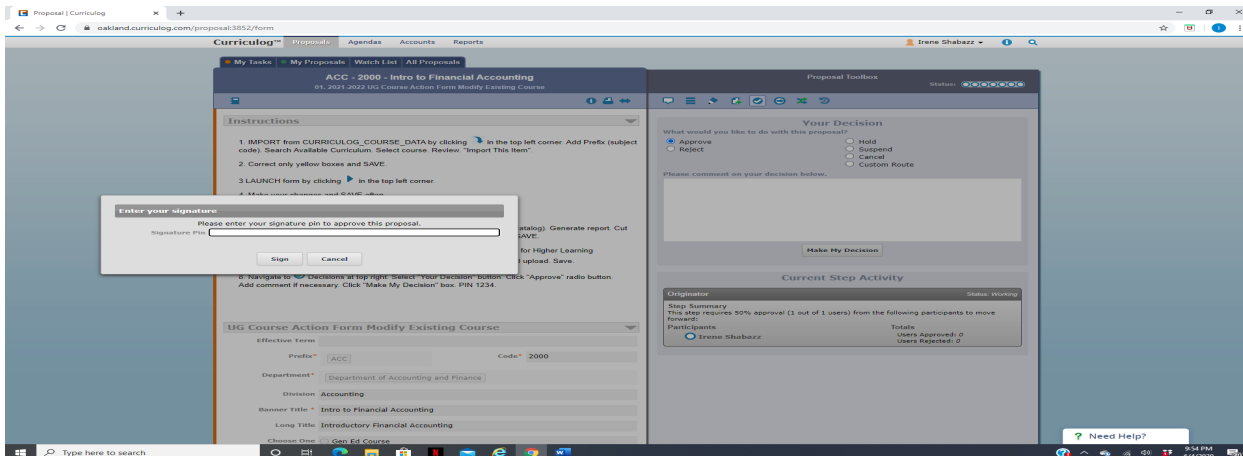 Proposal | Curriculog
oakland.curriculog.com/proposal:3852/form
Curriculog™ Proposals Agendas Accounts Reports
Irene Shabazz
My Tasks My Proposals Watch List All Proposals
ACC - 2000 - Intro to Financial Accounting
01. 2021-2022 UG Course Action Form Modify Existing Course
Instructions
1. IMPORT from CURRICULOG_COURSE_DATA by clicking in the top left corner. Add Prefix (subject
code). Search Available Curriculum. Select course. Review. "Import This Item".
2. Correct only yellow boxes and SAVE.
3 LAUNCH form by clicking in the top left corner.
4. Make your changes and SAVE often.
Enter your signature
Please enter your signature pin to approve this proposal.
Signature Pin
Sign Cancel
atalog). Generate report. Cut
SAVE.
for Higher Learning
upload. Save.
8. Navigate to Decisions at top right. Select "Your Decision" button. Click "Approve" radio button.
Add comment if necessary. Click "Make My Decision" box. PIN 1234.
UG Course Action Form Modify Existing Course
Effective Term
Prefix* ACC Code* 2000
Department* Department of Accounting and Finance
Division Accounting
Banner Title * Intro to Financial Accounting
Long Title Introductory Financial Accounting
Choose One Gen Ed Course
Proposal Toolbox
Status:
Your Decision
What would you like to do with this proposal?
Approve Hold
Reject Suspend
Cancel
Custom Route
Please comment on your decision below.
Make My Decision
Current Step Activity
Originator Status: Working
Step Summary
This step requires 50% approval (1 out of 1 users) from the following participants to move
forward:
Participants Totals
Irene Shabazz Users Approved: 0
Users Rejected: 0
? Need Help?
Type here to search
9:54 PM